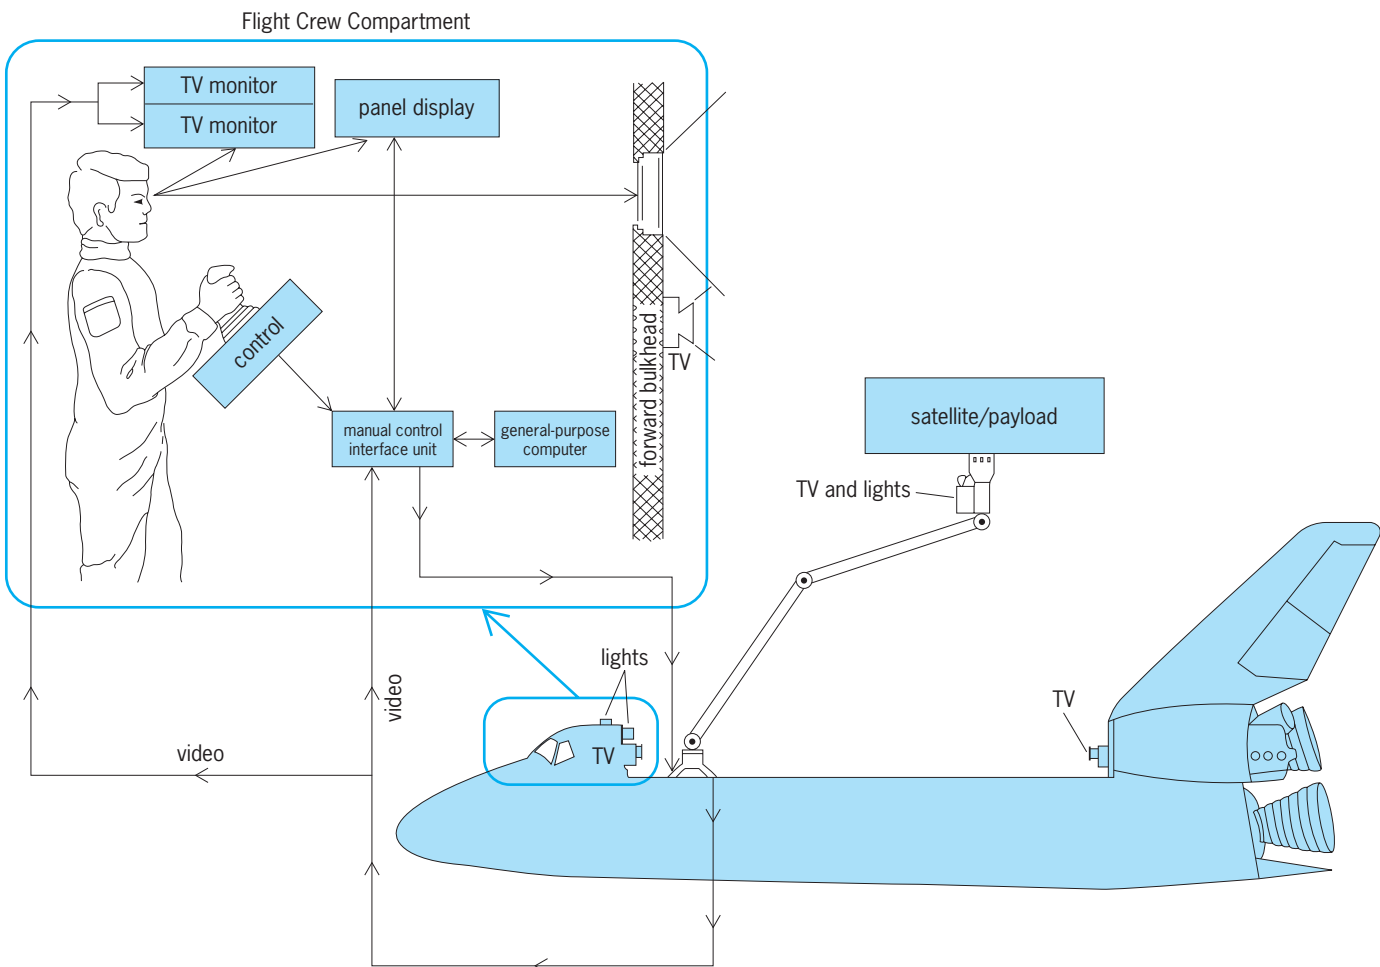 Flight Crew Compartment
TV monitor
TV monitor
panel display
control
manual control
interface unit
general-purpose
computer
forward bulkhead
TV
satellite/payload
TV and lights
lights
TV
TV
video
video